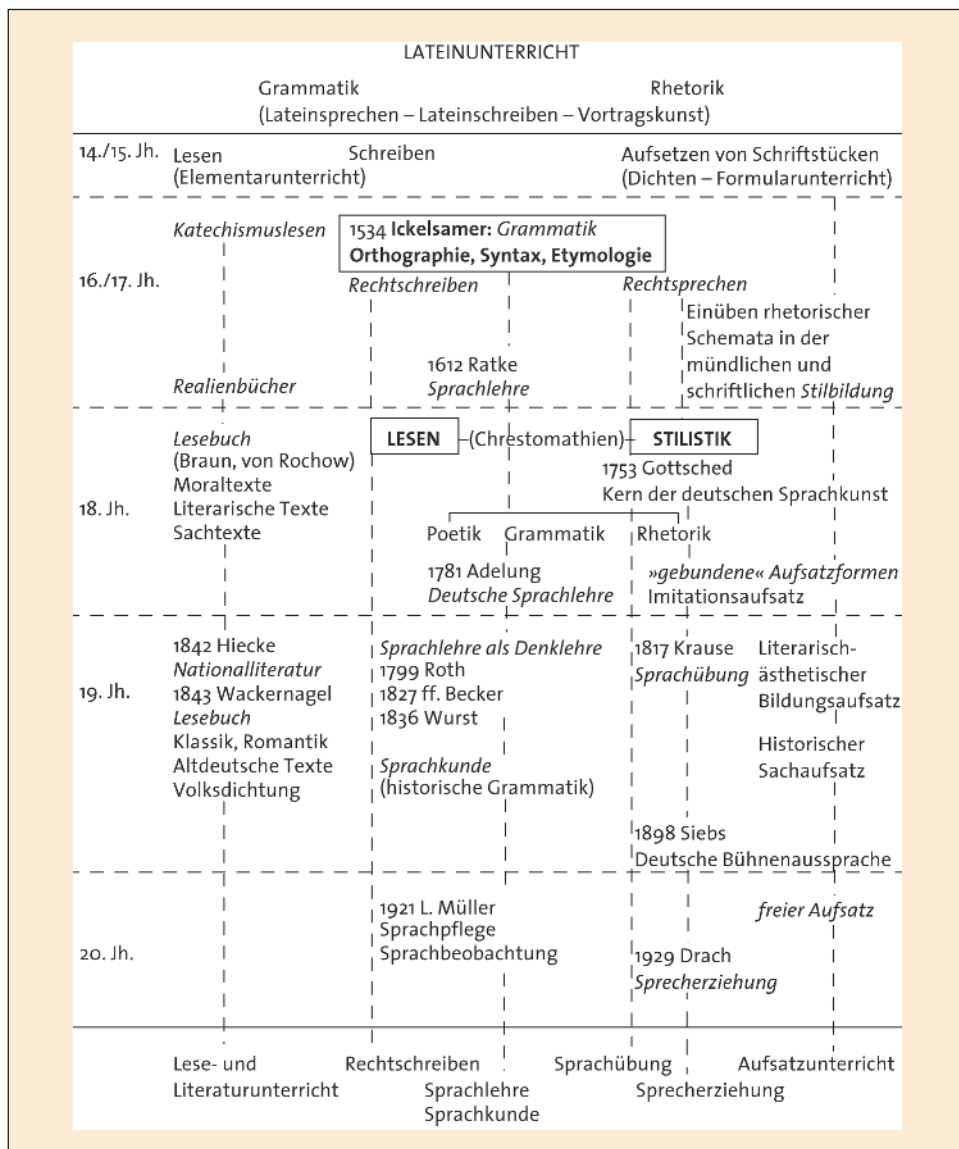 LATEINUNTERRICHT
Grammatik Rhetorik
(Lateinsprechen – Lateinschreiben – Vortragskunst)
14./15. Jh. Lesen Schreiben Aufsetzen von Schriftstücken
(Elementarunterricht) (Dichten – Formularunterricht)
16./17. Jh.
Katechismuslesen
1534 Ickelsamer: Grammatik
Orthographie, Syntax, Etymologie
Rechtschreiben Rechtsprechen
Einüben rhetorischer
Schemata in der
mündlichen und
schriftlichen Stilbildung
1612 Ratke
Sprachlehre
Realienbücher
18. Jh.
Lesebuch
(Braun, von Rochow)
Moraltexte
Literarische Texte
Sachtexte
LESEN (Chrestomathien) STILISTIK
1753 Gottsched
Kern der deutschen Sprachkunst
Poetik Grammatik Rhetorik
1781 Adelung
Deutsche Sprachlehre
»gebundene« Aufsatzformen
Imitationsaufsatz
19. Jh.
1842 Hiecke
Nationalliteratur
1843 Wackernagel
Lesebuch
Klassik, Romantik
Altdeutsche Texte
Volksdichtung
Sprachlehre als Denklehre
1799 Roth
1827 ff. Becker
1836 Wurst
Sprachkunde
(historische Grammatik)
1817 Krause
Sprachübung
Literarisch-
ästhetischer
Bildungsaufsatz
Historischer
Sachaufsatz
1898 Siebs
Deutsche Bühnenaussprache
20. Jh.
1921 L. Müller
Sprachpflege
Sprachbeobachtung
freier Aufsatz
1929 Drach
Sprecherziehung
Lese- und
Literaturunterricht
Rechtschreiben
Sprachlehre
Sprachkunde
Sprachübung
Sprecherziehung
Aufsatzunterricht